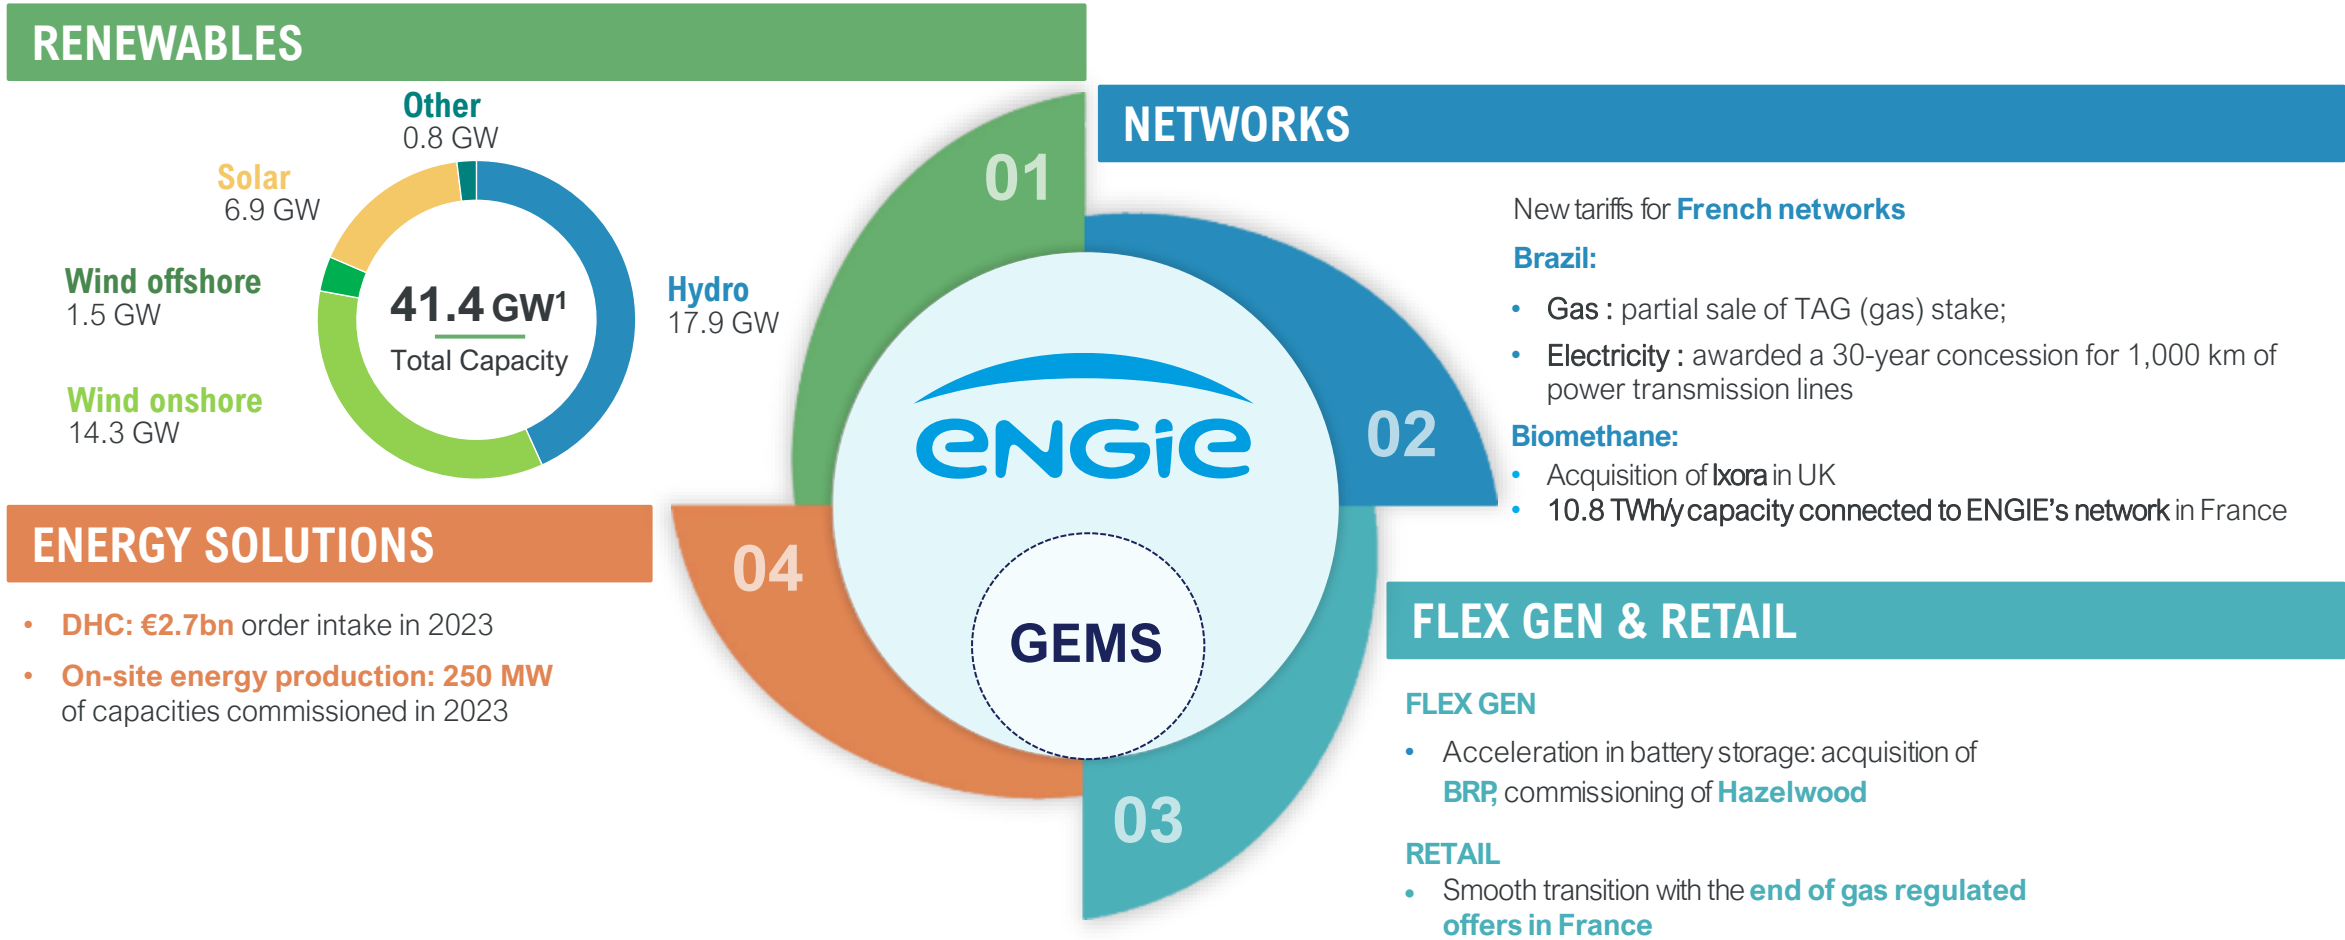 RENEWABLES
Other
0.8 GW
Solar
6.9 GW
Wind offshore
1.5 GW
Wind onshore
14.3 GW
Hydro
17.9 GW
41.4 GW¹
Total Capacity
01
NETWORKS
New tariffs for French networks
Brazil:
• Gas : partial sale of TAG (gas) stake;
• Electricity : awarded a 30-year concession for 1,000 km of
power transmission lines
Biomethane:
• Acquisition of Ixora in UK
• 10.8 TWh/y capacity connected to ENGIE's network in France
02
ENGIE
GEMS
ENERGY SOLUTIONS
• DHC: €2.7bn order intake in 2023
• On-site energy production: 250 MW
of capacities commissioned in 2023
04
03
FLEX GEN & RETAIL
FLEX GEN
• Acceleration in battery storage: acquisition of
BRP, commissioning of Hazelwood
RETAIL
• Smooth transition with the end of gas regulated
offers in France